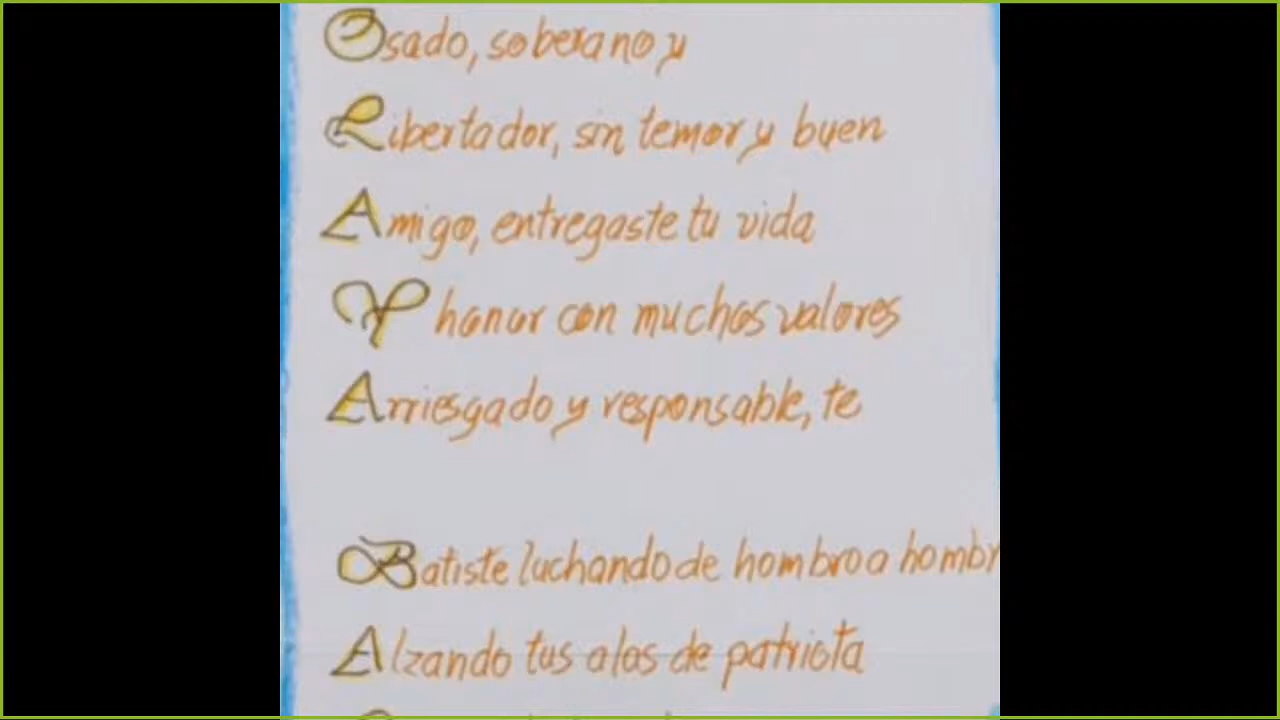 Osado, soberano y
Libertador, sin temor y buen
Amigo, entregaste tu vida
Y honor con muchos valores
Arriesgado y responsable, te
Batiste luchando de hombro a hombr
Alzando tus alas de patriota